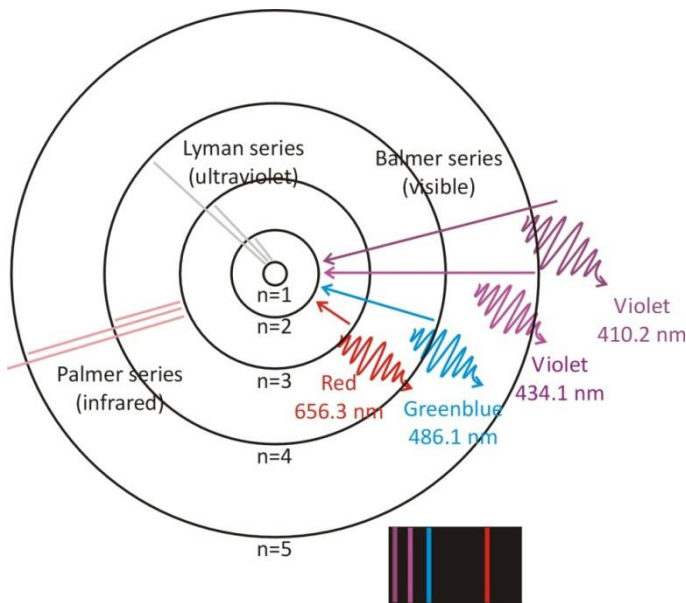 Lyman series
(ultraviolet)
Balmer series
(visible)
n=1
n=2
n=3
n=4
n=5
Palmer series
(infrared)
Red
656.3 nm
Greenblue
486.1 nm
Violet
434.1 nm
Violet
410.2 nm